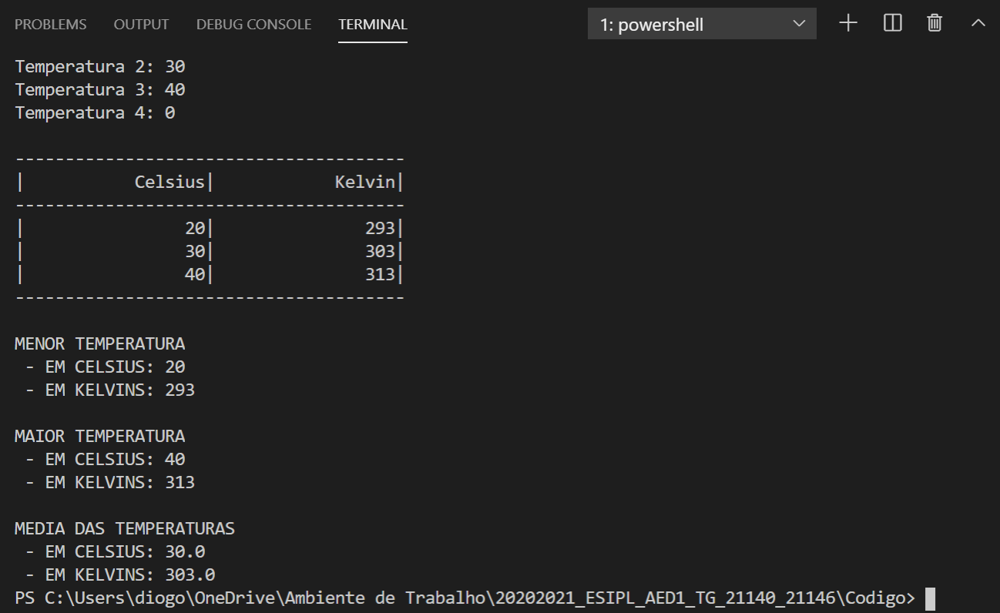 PROBLEMS OUTPUT DEBUG CONSOLE TERMINAL 1: powershell
Temperatura 2: 30
Temperatura 3: 40
Temperatura 4: 0
---------------------------------------
|           Celsius|            Kelvin|
---------------------------------------
|                20|               293|
|                30|               303|
|                40|               313|
---------------------------------------
MENOR TEMPERATURA
 - EM CELSIUS: 20
 - EM KELVINS: 293
MAIOR TEMPERATURA
 - EM CELSIUS: 40
 - EM KELVINS: 313
MEDIA DAS TEMPERATURAS
 - EM CELSIUS: 30.0
 - EM KELVINS: 303.0
PS C:\Users\diogo\OneDrive\Ambiente de Trabalho\20202021_ESIPL_AED1_TG_21140_21146\Codigo>